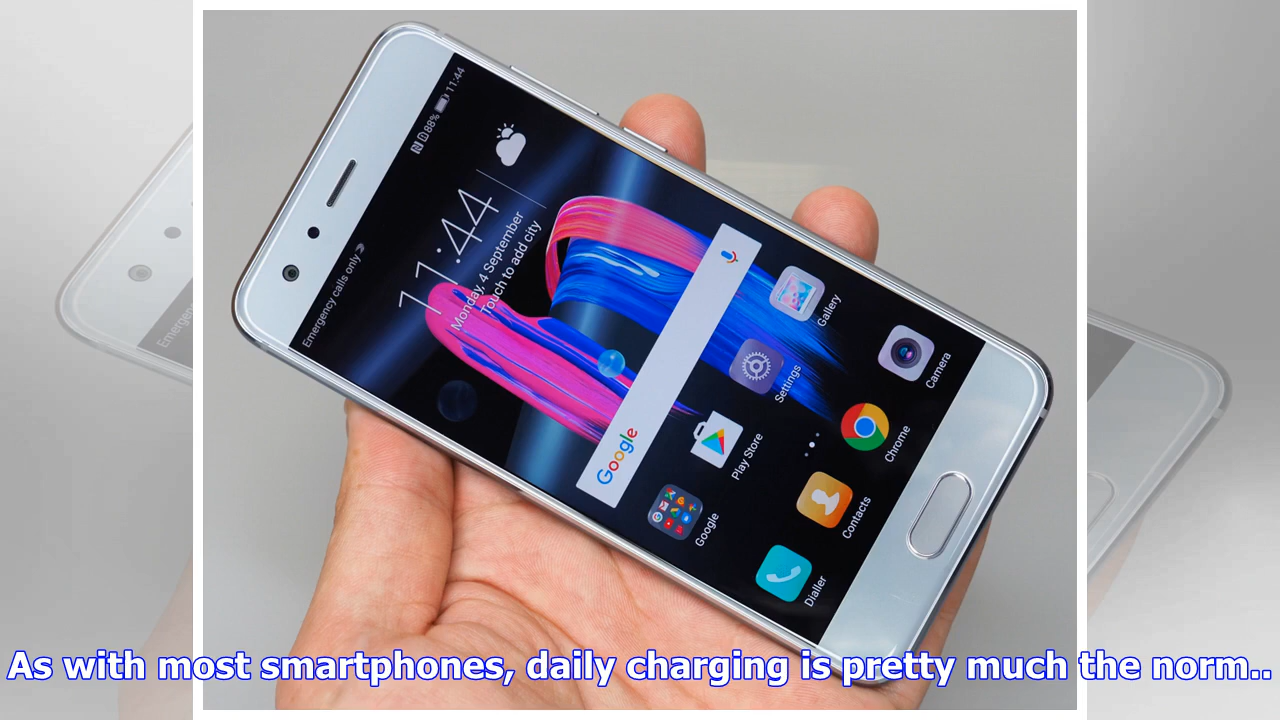 88% 11:44
Emergency calls only
11:44
Monday, 4 September
Touch to add city
Google
Gallery
Settings
Play Store
Google
Camera
Chrome
Contacts
Dialler
Emergen
As with most smartphones, daily charging is pretty much the norm..